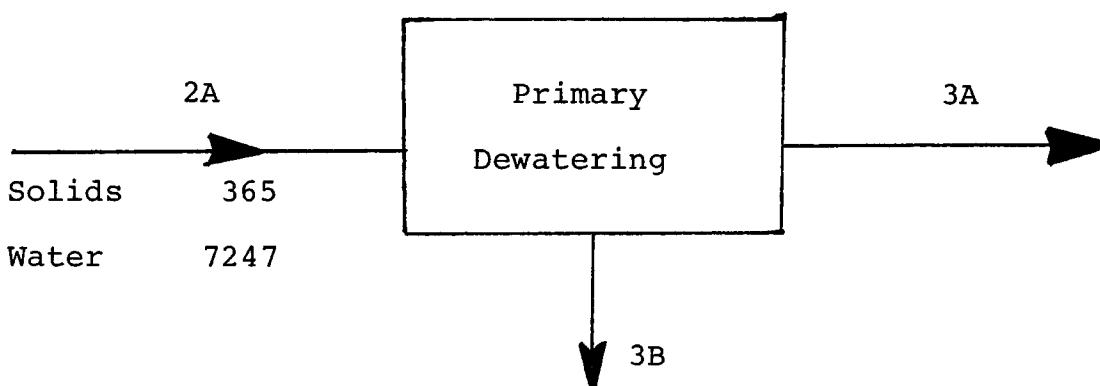 2A
Primary
Dewatering
3A
Solids 365
Water 7247
3B